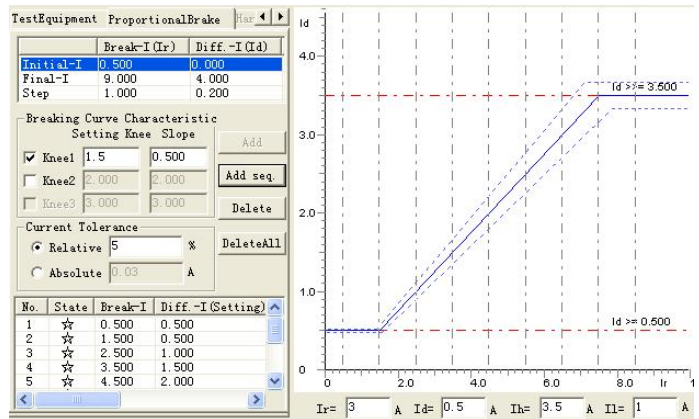 TestEquipment ProportionalBrake Har
Break-I(Ir) Diff.-I(Id)
Initial-I 0.500 0.000
Final-I 9.000 4.000
Step 1.000 0.200
Breaking Curve Characteristic
Setting Knee Slope
Knee1 1.5 0.500
Knee2 2.000 2.000
Knee3 3.000 3.000
Add
Add seq.
Delete
DeleteAll
Current Tolerance
Relative 5 %
Absolute 0.03 A
No. State Break-I Diff.-I(Setting)
1 ☆ 0.500 0.500
2 ☆ 1.500 0.500
3 ☆ 2.500 1.000
4 ☆ 3.500 1.500
5 ☆ 4.500 2.000
Id
4.0
3.0
2.0
1.0
0
Id >= 3.500
Id >= 0.500
0 2.0 4.0 6.0 8.0 Ir 1
Ir= 3 A Id= 0.5 A Ih= 3.5 A Il= 1 A